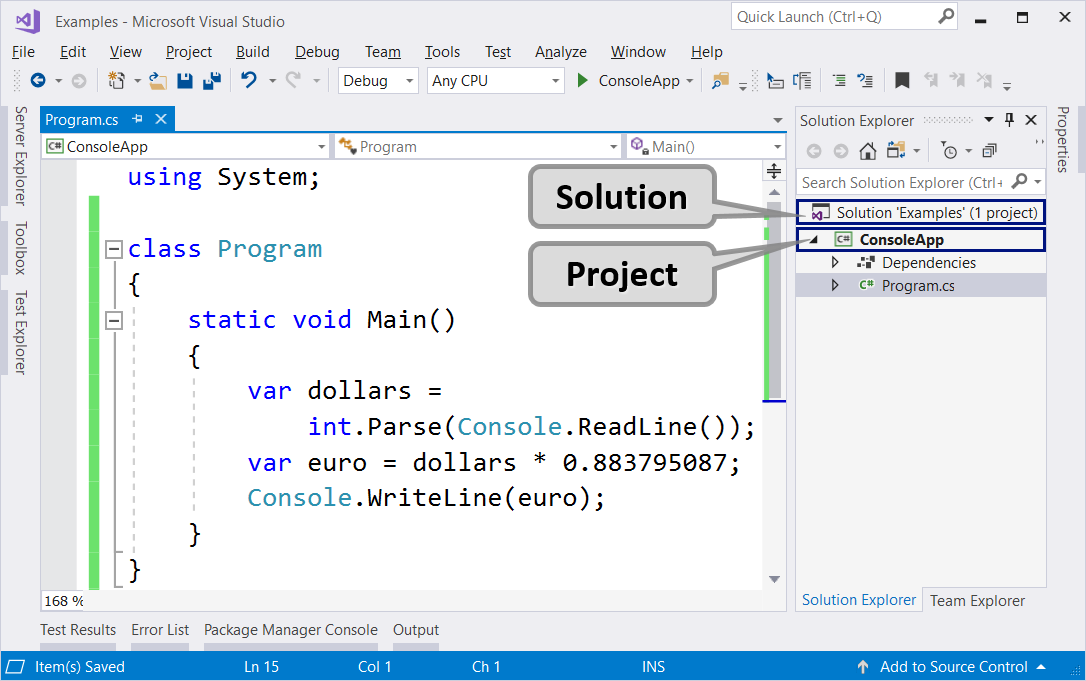 Examples - Microsoft Visual Studio
Quick Launch (Ctrl+Q)
File Edit View Project Build Debug Team Tools Test Analyze Window Help
Debug Any CPU ConsoleApp
Server Explorer
Toolbox
Test Explorer
Program.cs
ConsoleApp Program Main()
using System;
class Program
{
static void Main()
{
var dollars =
int.Parse(Console.ReadLine());
var euro = dollars * 0.883795087;
Console.WriteLine(euro);
}
}
168 %
Solution
Project
Solution Explorer
Search Solution Explorer (Ctrl+
Solution 'Examples' (1 project)
C# ConsoleApp
Dependencies
C# Program.cs
Solution Explorer Team Explorer
Properties
Test Results Error List Package Manager Console Output
Item(s) Saved Ln 15 Col 1 Ch 1 INS Add to Source Control